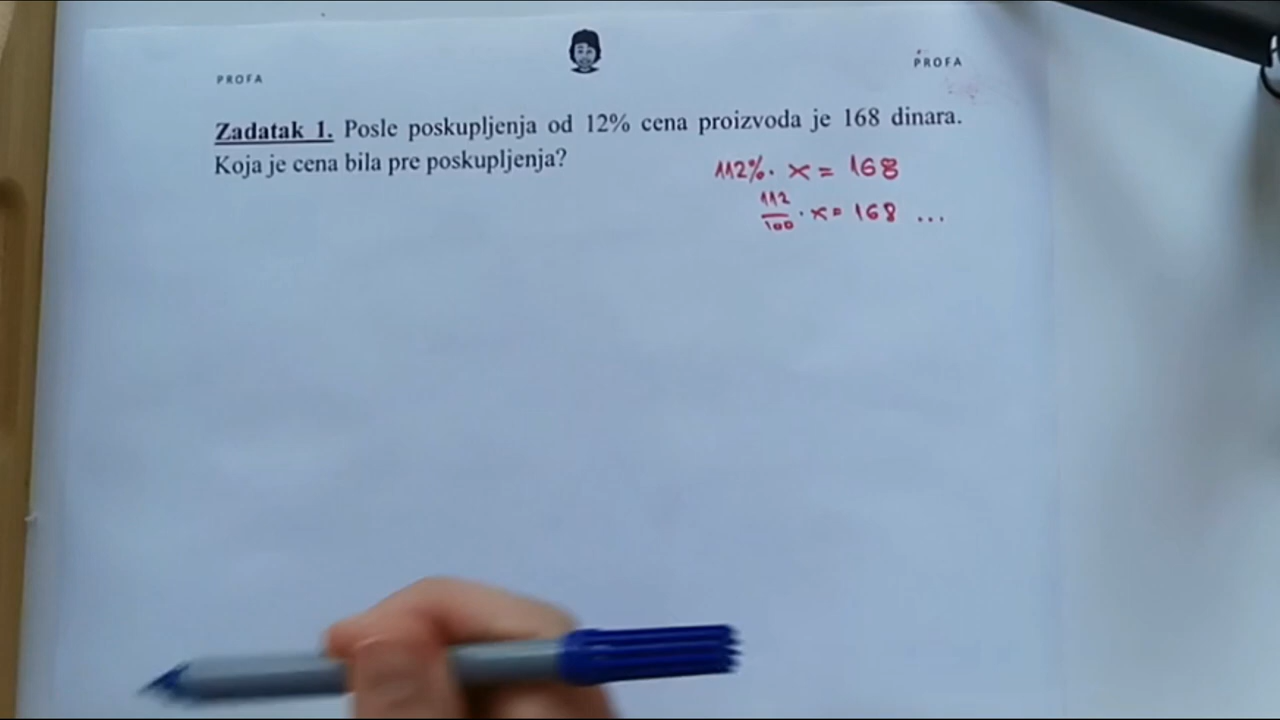 PROFA
PROFA
Zadatak 1. Posle poskupljenja od 12% cena proizvoda je 168 dinara.
Koja je cena bila pre poskupljenja?
112% · x = 168
112/100 · x = 168 ...